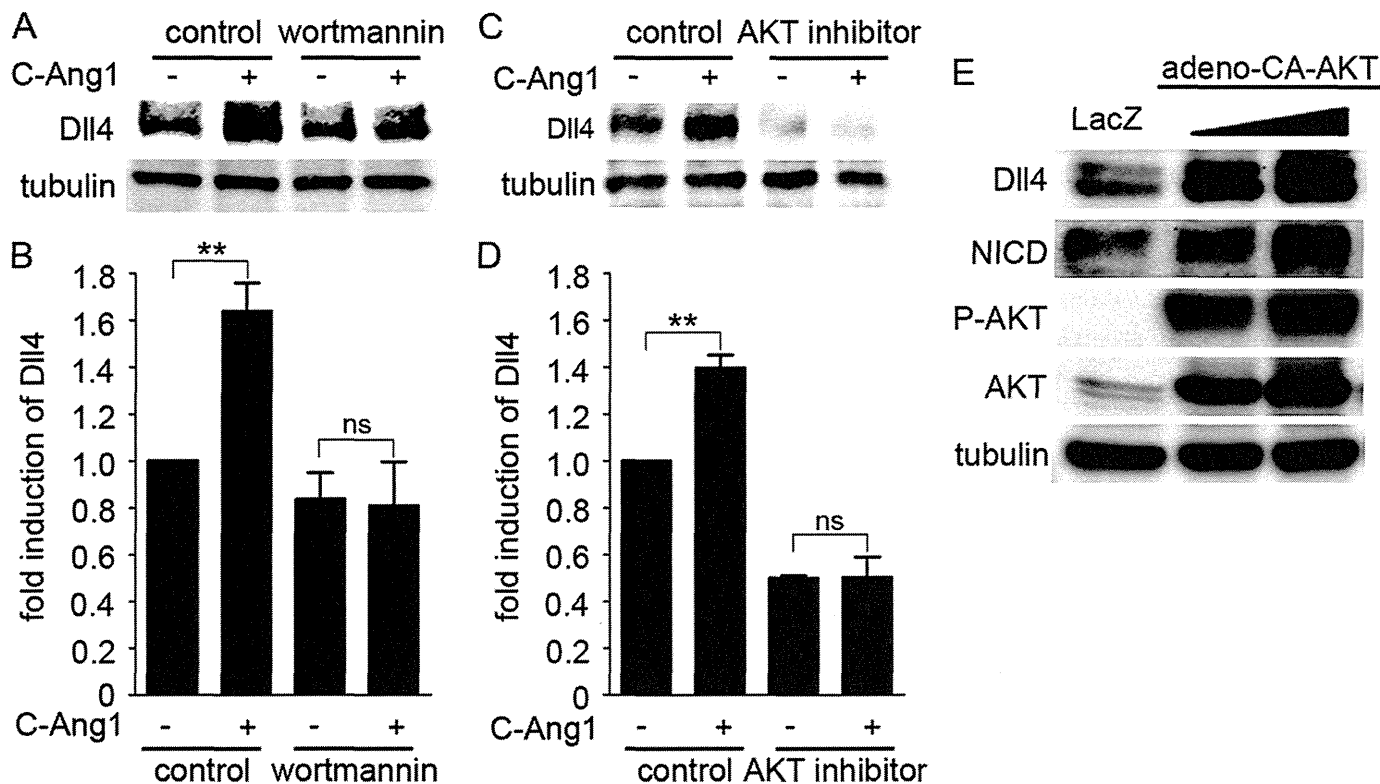 A
control wortmannin
C-Ang1 - + - +
Dll4
tubulin
B
fold induction of Dll4
1.8
1.6
1.4
1.2
1.0
0.8
0.6
0.4
0.2
0
**
ns
C-Ang1 - + - +
control wortmannin
C
control AKT inhibitor
C-Ang1 - + - +
Dll4
tubulin
D
fold induction of Dll4
1.8
1.6
1.4
1.2
1.0
0.8
0.6
0.4
0.2
0
**
ns
C-Ang1 - + - +
control AKT inhibitor
E
adeno-CA-AKT
LacZ
Dll4
NICD
P-AKT
AKT
tubulin